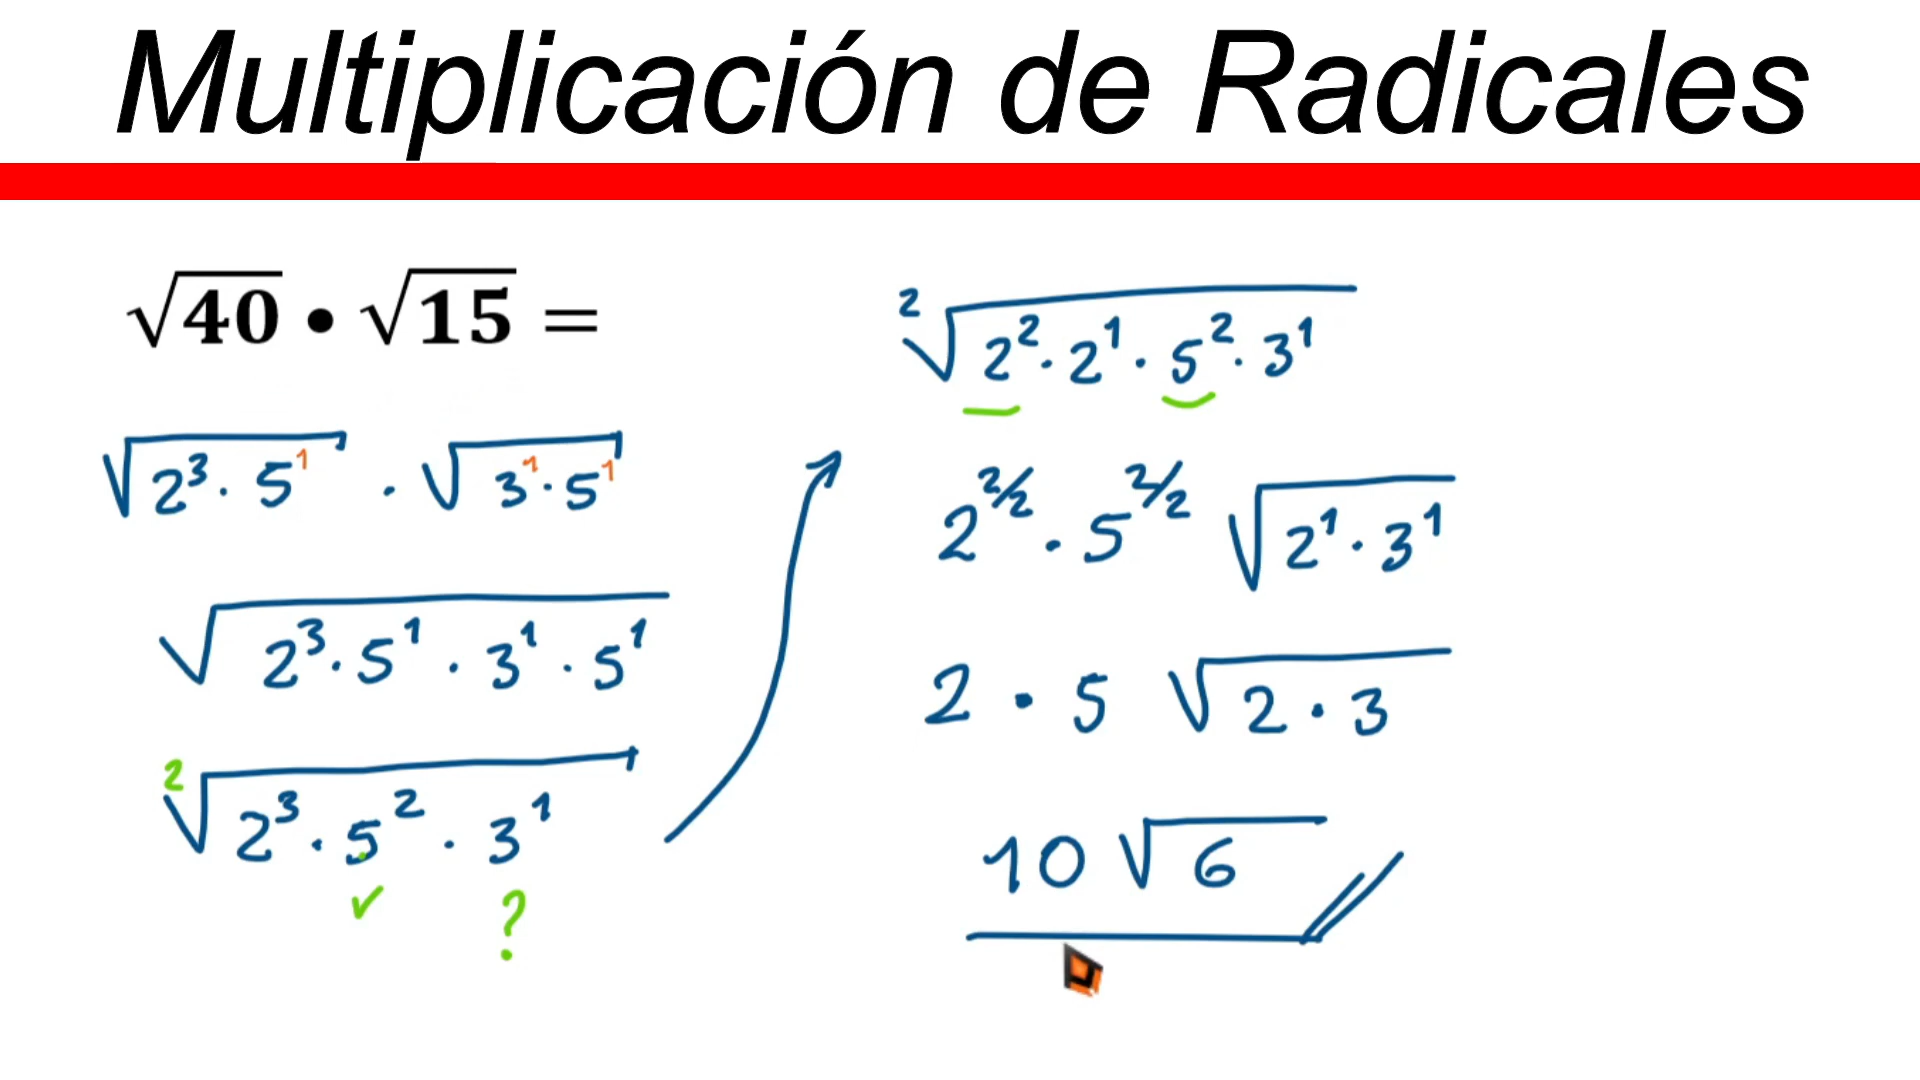 Multiplicación de Radicales
√40 • √15 =
√(2³ · 5¹) · √(3¹ · 5¹)
√(2³ · 5¹ · 3¹ · 5¹)
²√(2³ · 5² · 3¹)
✓ ?
²√(2² · 2¹ · 5² · 3¹)
2^(2/2) · 5^(2/2) √(2¹ · 3¹)
2 · 5 √(2 · 3)
10 √6